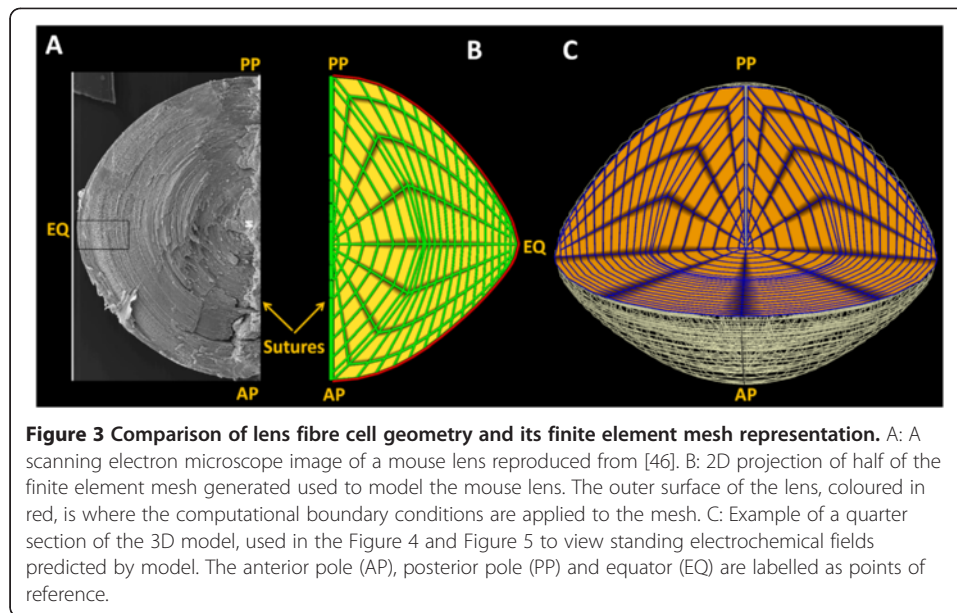 A
B
C
PP
PP
PP
EQ
EQ
Sutures
AP
AP
AP
Figure 3 Comparison of lens fibre cell geometry and its finite element mesh representation. A: A
scanning electron microscope image of a mouse lens reproduced from [46]. B: 2D projection of half of the
finite element mesh generated used to model the mouse lens. The outer surface of the lens, coloured in
red, is where the computational boundary conditions are applied to the mesh. C: Example of a quarter
section of the 3D model, used in the Figure 4 and Figure 5 to view standing electrochemical fields
predicted by model. The anterior pole (AP), posterior pole (PP) and equator (EQ) are labelled as points of
reference.